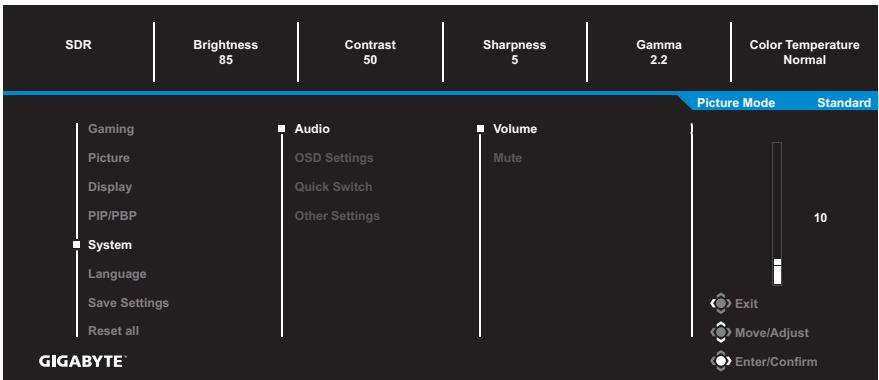 SDR Brightness Contrast Sharpness Gamma Color Temperature
85 50 5 2.2 Normal
Picture Mode Standard
Gaming Audio Volume
Picture OSD Settings Mute
Display Quick Switch
PIP/PBP Other Settings 10
System
Language
Save Settings Exit
Reset all Move/Adjust
GIGABYTE™ Enter/Confirm